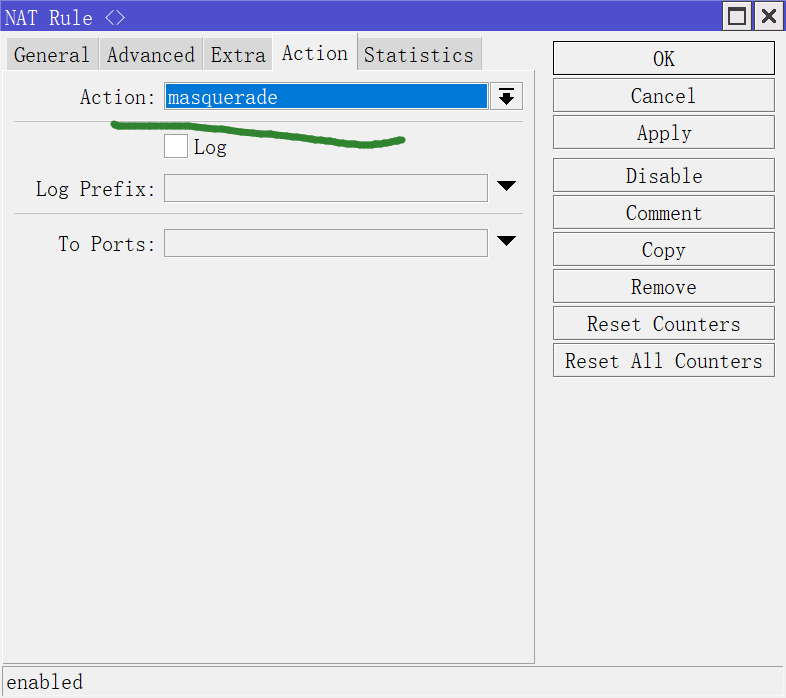 NAT Rule <>
General Advanced Extra Action Statistics
Action: masquerade
Log
Log Prefix:
To Ports:
OK
Cancel
Apply
Disable
Comment
Copy
Remove
Reset Counters
Reset All Counters
enabled